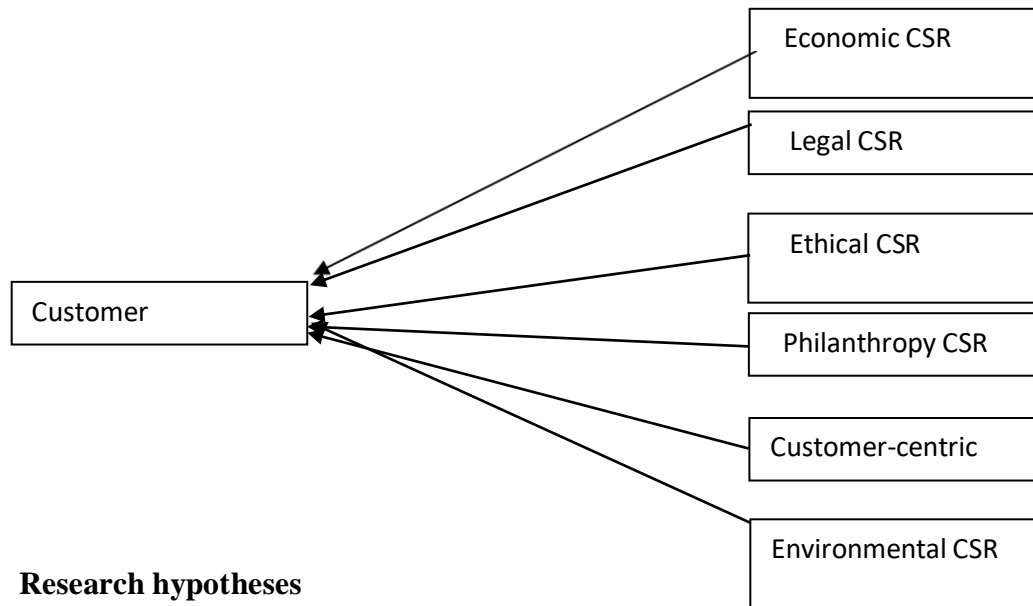 Economic CSR
Legal CSR
Ethical CSR
Customer
Philanthropy CSR
Customer-centric
Environmental CSR
Research hypotheses